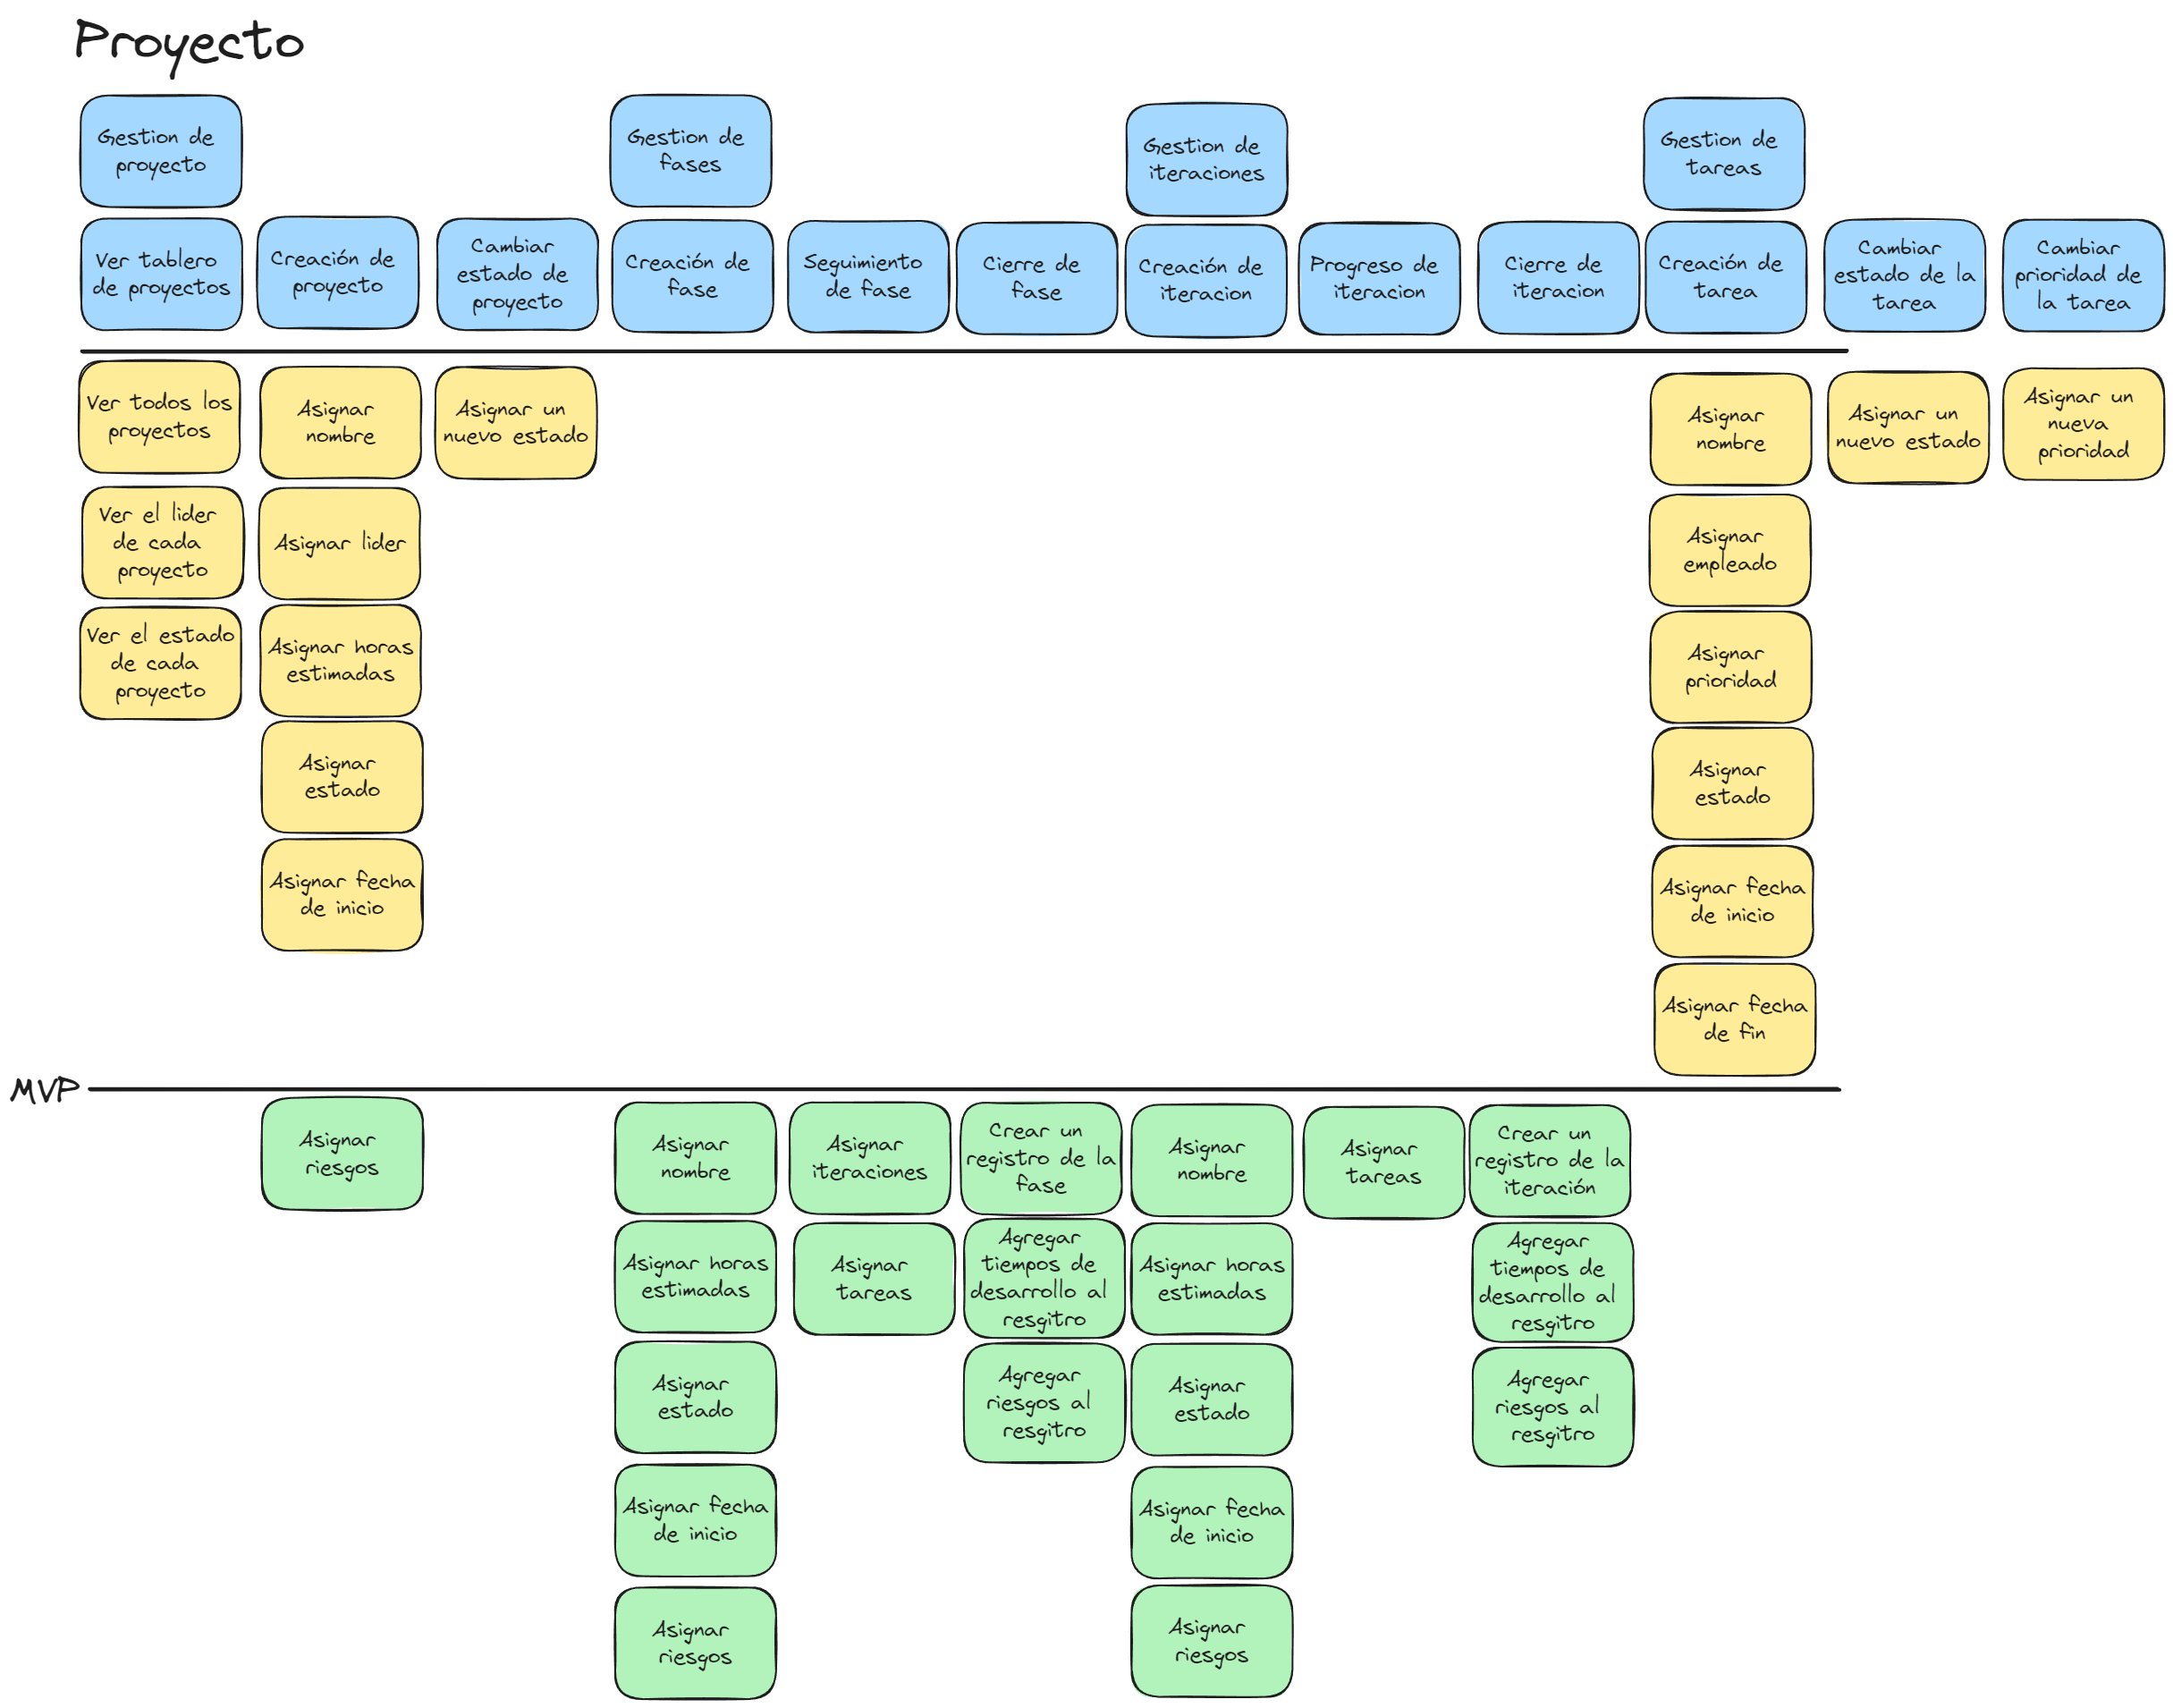 Proyecto
Gestion de
proyecto
Gestion de
fases
Gestion de
iteraciones
Gestion de
tareas
Ver tablero
de proyectos
Creación de
proyecto
Cambiar
estado de
proyecto
Creación de
fase
Seguimiento
de fase
Cierre de
fase
Creación de
iteracion
Progreso de
iteracion
Cierre de
iteracion
Creación de
tarea
Cambiar
estado de la
tarea
Cambiar
prioridad de
la tarea
Ver todos los
proyectos
Asignar
nombre
Asignar un
nuevo estado
Asignar
nombre
Asignar un
nuevo estado
Asignar un
nueva
prioridad
Ver el lider
de cada
proyecto
Asignar lider
Asignar
empleado
Ver el estado
de cada
proyecto
Asignar horas
estimadas
Asignar
prioridad
Asignar
estado
Asignar
estado
Asignar fecha
de inicio
Asignar fecha
de inicio
Asignar fecha
de fin
MVP
Asignar
riesgos
Asignar
nombre
Asignar
iteraciones
Crear un
registro de la
fase
Asignar
nombre
Asignar
tareas
Crear un
registro de la
iteración
Asignar horas
estimadas
Asignar
tareas
Agregar
tiempos de
desarrollo al
resgitro
Asignar horas
estimadas
Agregar
tiempos de
desarrollo al
resgitro
Asignar
estado
Agregar
riesgos al
resgitro
Asignar
estado
Agregar
riesgos al
resgitro
Asignar fecha
de inicio
Asignar fecha
de inicio
Asignar
riesgos
Asignar
riesgos